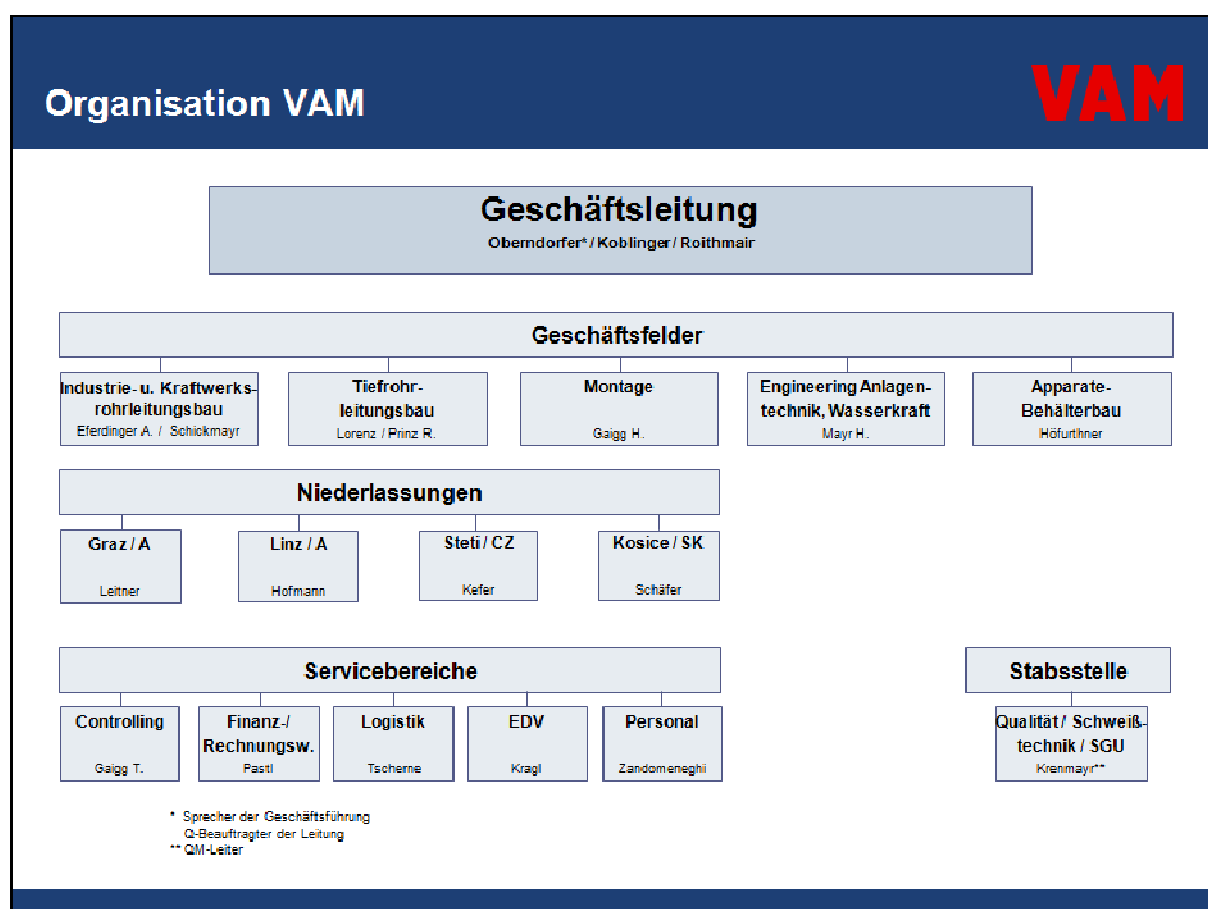 Organisation VAM
VAM
Geschäftsleitung
Oberndorfer* / Koblinger / Roithmair
Geschäftsfelder
Industrie- u. Kraftwerks-
rohrleitungsbau
Eferdinger A. / Schickmayr
Tiefrohr-
leitungsbau
Lorenz / Prinz R.
Montage
Gaigg H.
Engineering Anlagen-
technik, Wasserkraft
Mayr H.
Apparate-
Behälterbau
Höfurthner
Niederlassungen
Graz / A
Leitner
Linz / A
Hofmann
Steti / CZ
Kefer
Kosice / SK
Schäfer
Servicebereiche
Controlling
Gaigg T.
Finanz-/
Rechnungsw.
Pastl
Logistik
Tscherne
EDV
Kragl
Personal
Zandomeneghi
Stabsstelle
Qualität / Schweiß-
technik / SGU
Krenmayr**
* Sprecher der Geschäftsführung
Q-Beauftragter der Leitung
** QM-Leiter